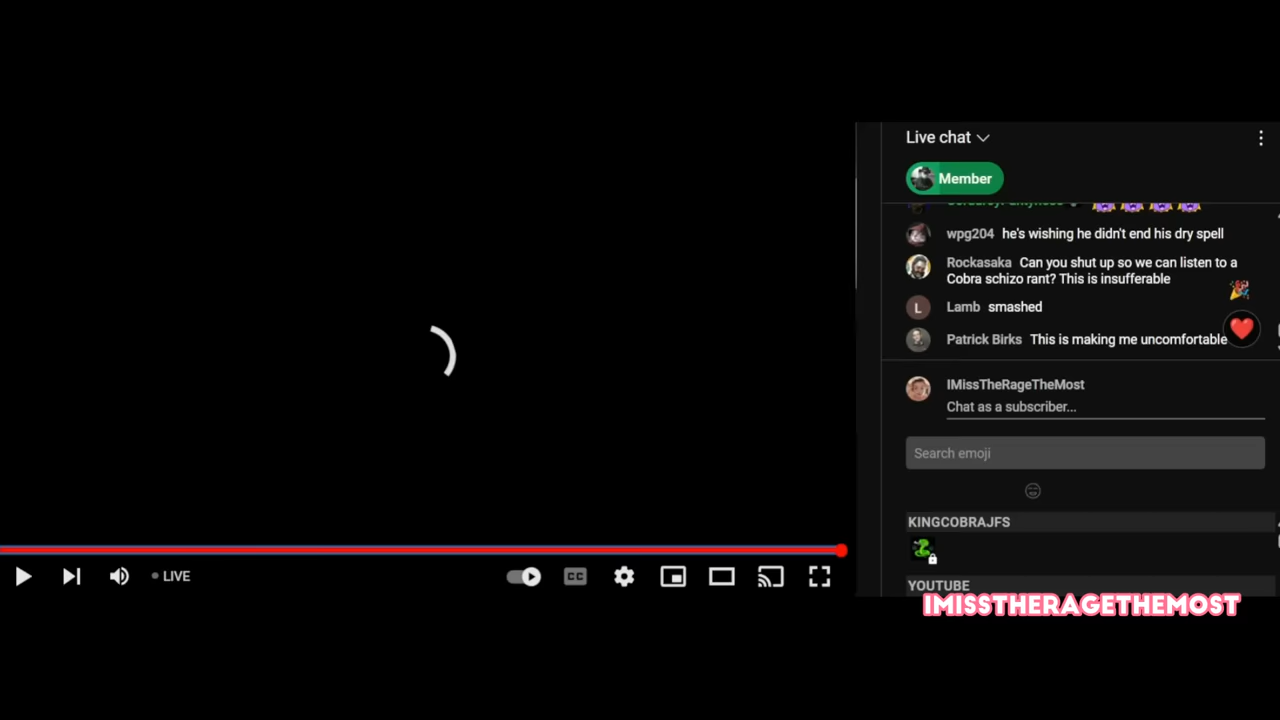 Live chat
Member
wpg204 he's wishing he didn't end his dry spell
Rockasaka Can you shut up so we can listen to a
Cobra schizo rant? This is insufferable
L Lamb smashed
Patrick Birks This is making me uncomfortable
IMissTheRageTheMost
Chat as a subscriber...
Search emoji
KINGCOBRAJFS
CC
LIVE
YOUTUBE
IMISSTHERAGETHEMOST